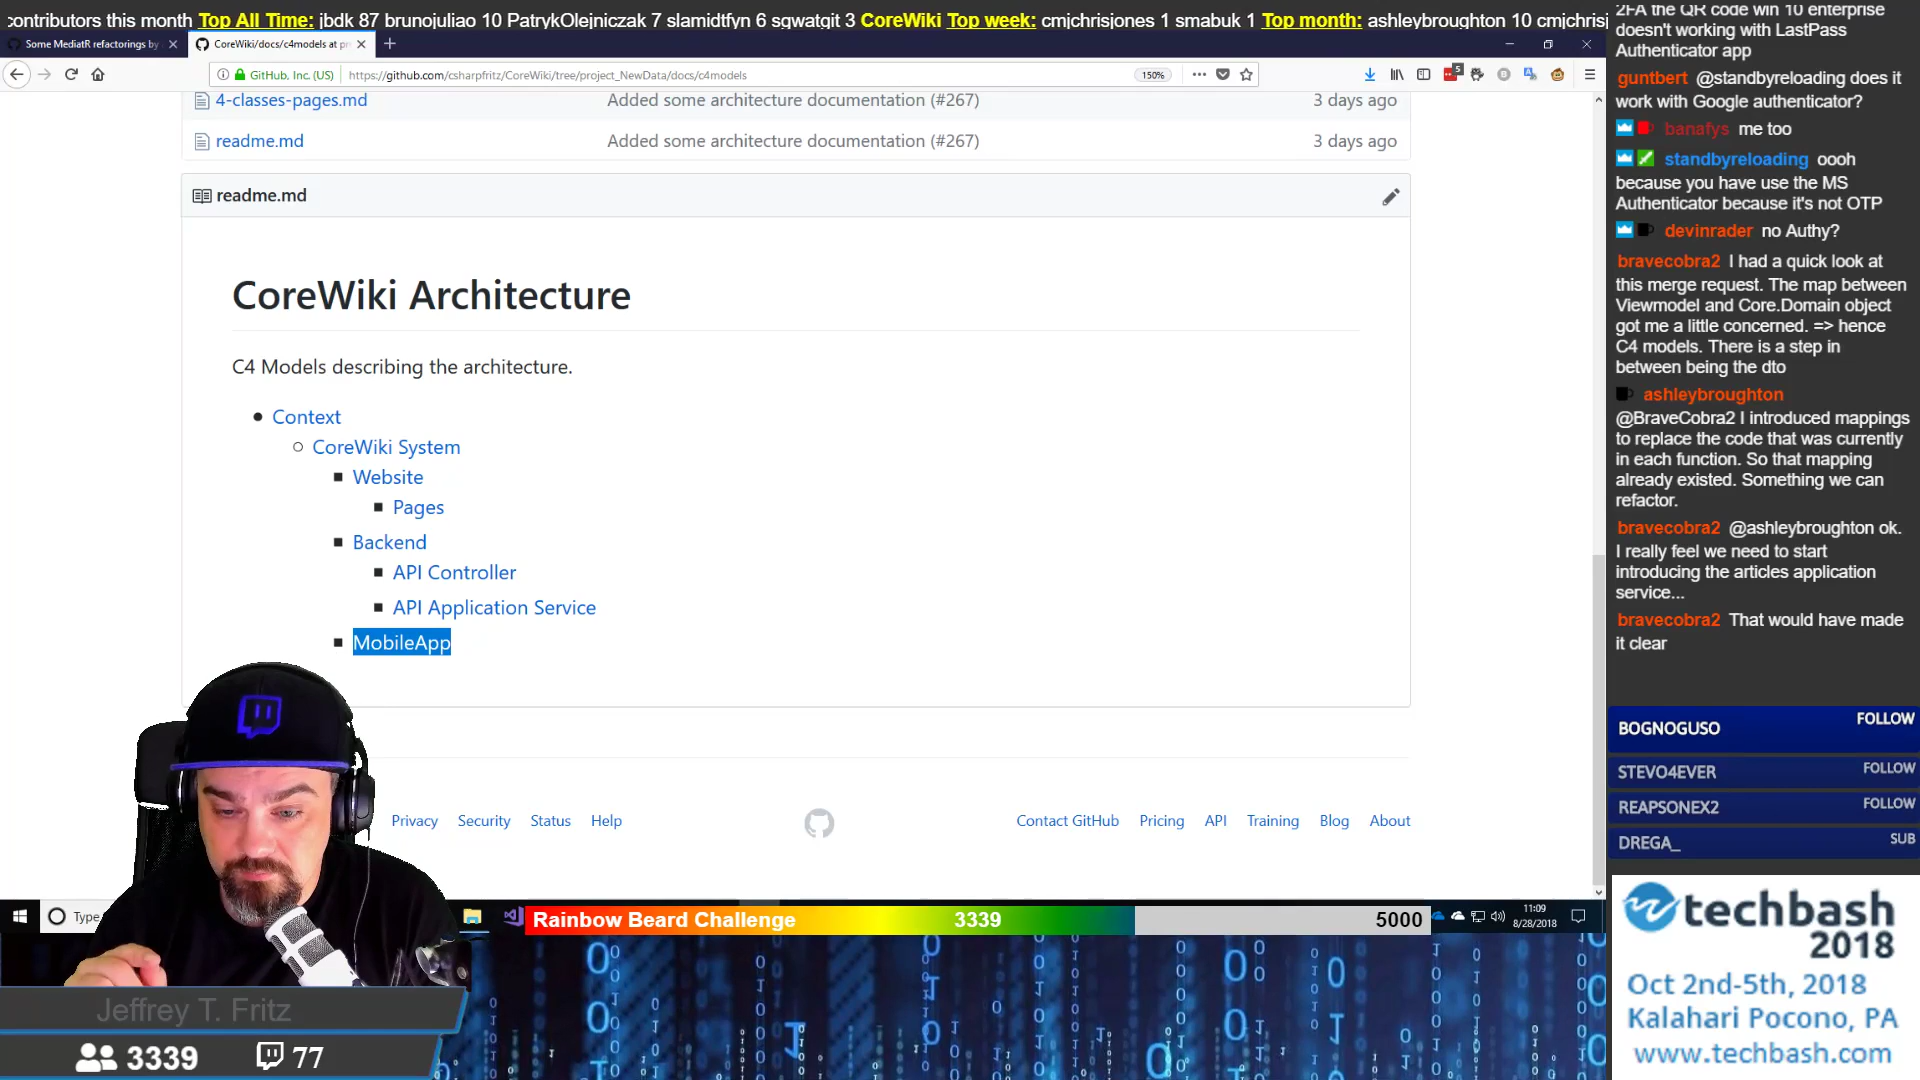 contributors this month Top All Time: jbdk 87 brunojuliao 10 PatrykOlejniczak 7 slamidtfyn 6 sgwatgit 3 CoreWiki Top week: cmjchrisjones 1 smabuk 1 Top month: ashleybroughton 10 cmjchrisj
Some MediatR refactorings by
CoreWiki/docs/c4models at pr
GitHub, Inc. (US)
https://github.com/csharpfritz/CoreWiki/tree/project_NewData/docs/c4models
150%
5
4-classes-pages.md Added some architecture documentation (#267) 3 days ago
readme.md Added some architecture documentation (#267) 3 days ago
readme.md
CoreWiki Architecture
C4 Models describing the architecture.
Context
CoreWiki System
Website
Pages
Backend
API Controller
API Application Service
MobileApp
Privacy Security Status Help Contact GitHub Pricing API Training Blog About
Type
Rainbow Beard Challenge 3339 5000
11:09
8/28/2018
Jeffrey T. Fritz
3339 77
2FA the QR code win 10 enterprise
doesn't working with LastPass
Authenticator app
guntbert @standbyreloading does it
work with Google authenticator?
banafys me too
standbyreloading oooh
because you have use the MS
Authenticator because it's not OTP
devinrader no Authy?
bravecobra2 I had a quick look at
this merge request. The map between
Viewmodel and Core.Domain object
got me a little concerned. => hence
C4 models. There is a step in
between being the dto
ashleybroughton
@BraveCobra2 I introduced mappings
to replace the code that was currently
in each function. So that mapping
already existed. Something we can
refactor.
bravecobra2 @ashleybroughton ok.
I really feel we need to start
introducing the articles application
service...
bravecobra2 That would have made
it clear
BOGNOGUSO FOLLOW
STEVO4EVER FOLLOW
REAPSONEX2 FOLLOW
DREGA_ SUB
techbash
2018
Oct 2nd-5th, 2018
Kalahari Pocono, PA
www.techbash.com